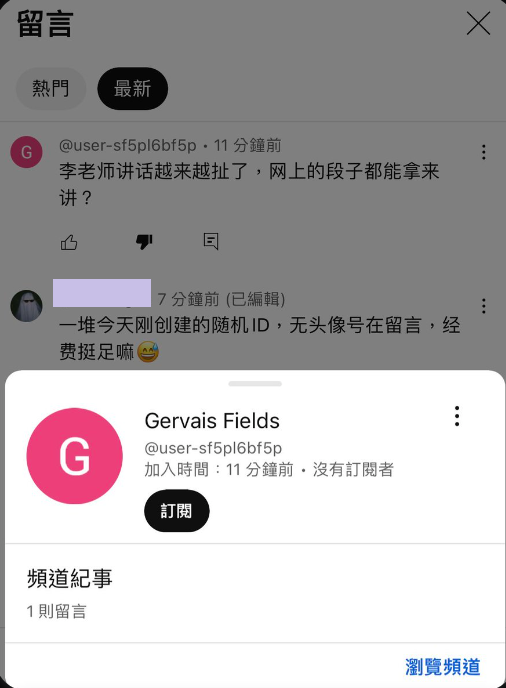 留言
熱門
最新
@user-sf5pl6bf5p • 11 分鐘前
G
李老师讲话越来越扯了，网上的段子都能拿来
讲？
7 分鐘前 (已編輯)
一堆今天刚创建的随机ID，无头像号在留言，经
费挺足嘛😅
G
Gervais Fields
@user-sf5pl6bf5p
加入時間：11 分鐘前 • 沒有訂閱者
訂閱
頻道紀事
1 則留言
瀏覽頻道